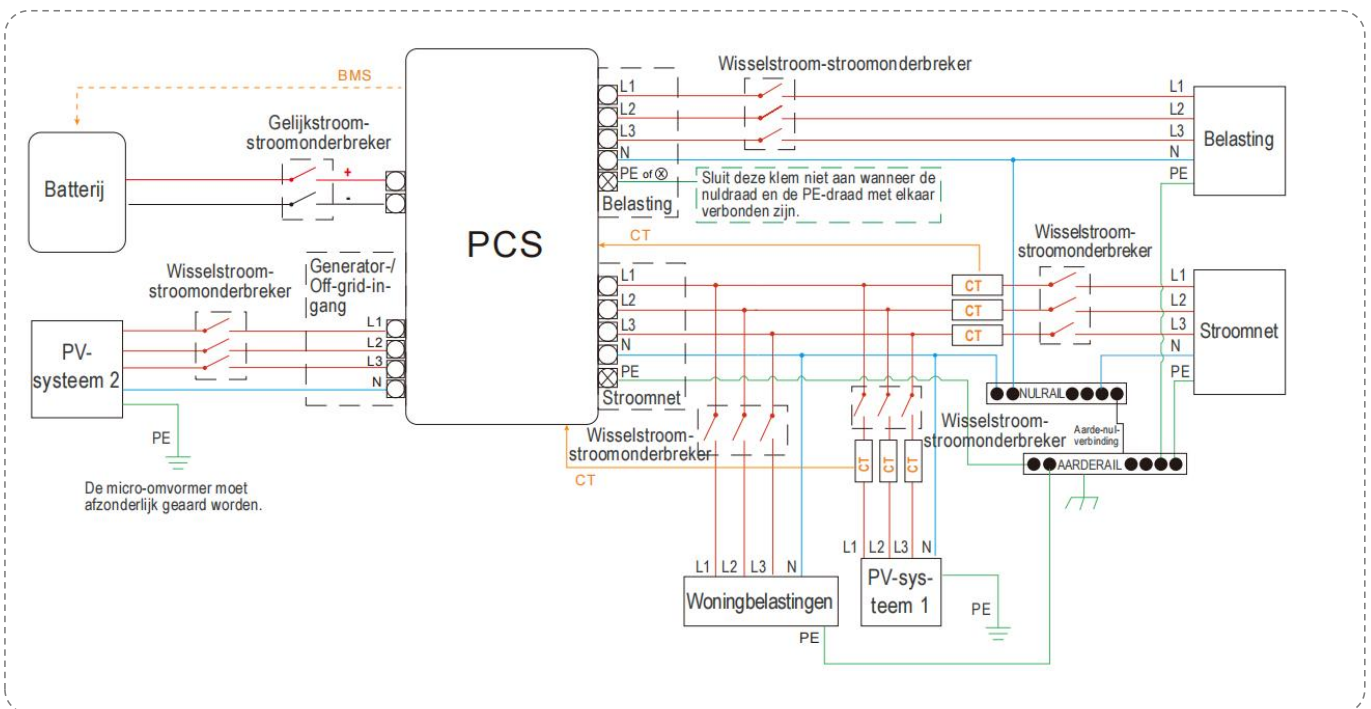 BMS
Batterij
Gelijkstroom-
stroomonderbreker
+
-
PCS
L1
L2
L3
N
PE of ⊗
Belasting
Wisselstroom-stroomonderbreker
Sluit deze klem niet aan wanneer de
nuldraad en de PE-draad met elkaar
verbonden zijn.
L1
L2
L3
N
PE
Belasting
PV-
systeem 2
Wisselstroom-
stroomonderbreker
Generator-/
Off-grid-in-
gang
L1
L2
L3
N
PE
De micro-omvormer moet
afzonderlijk geaard worden.
CT
L1
L2
L3
N
PE
Stroomnet
CT
CT
CT
Wisselstroom-
stroomonderbreker
L1
L2
L3
N
PE
Stroomnet
NULRAIL
Aarde-nul-
verbinding
AARDERAIL
Wisselstroom-
stroomonderbreker
CT
Wisselstroom-
stroomonderbreker
CT
CT
CT
L1
L2
L3
N
Woningbelastingen
PE
L1
L2
L3
N
PV-sys-
teem 1
PE